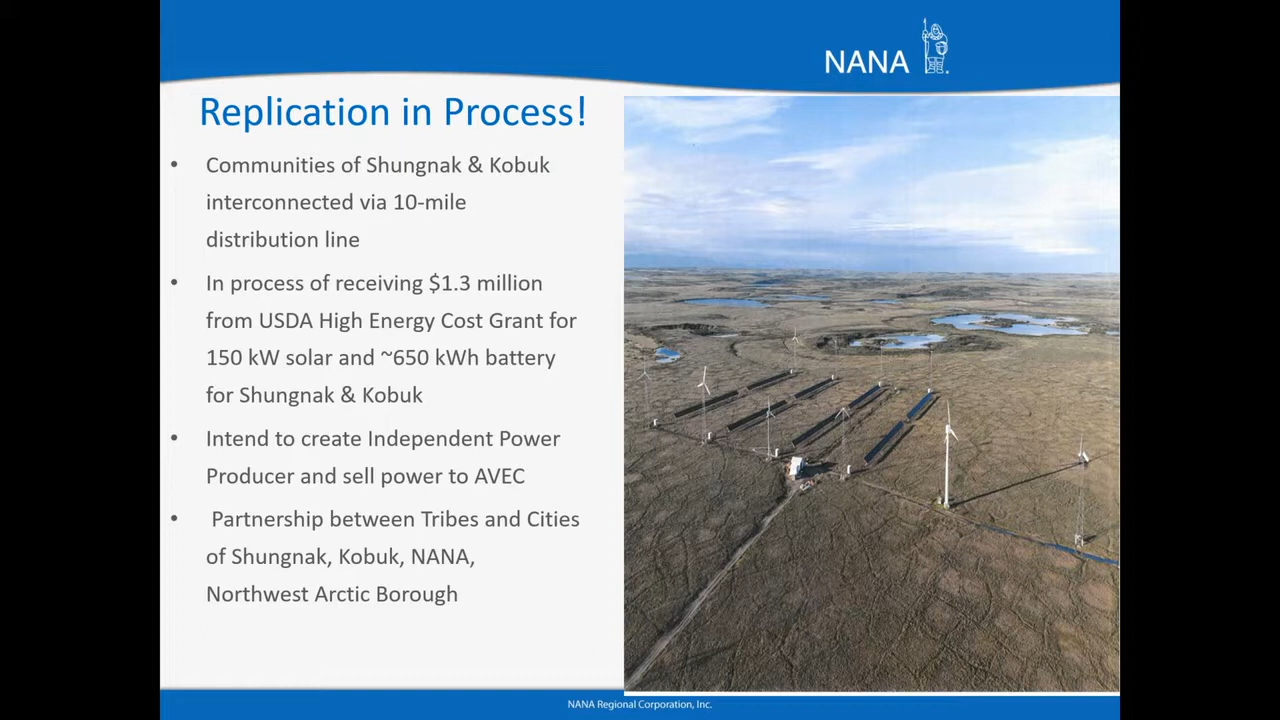 NANA
Replication in Process!
• Communities of Shungnak & Kobuk
interconnected via 10-mile
distribution line
• In process of receiving $1.3 million
from USDA High Energy Cost Grant for
150 kW solar and ~650 kWh battery
for Shungnak & Kobuk
• Intend to create Independent Power
Producer and sell power to AVEC
• Partnership between Tribes and Cities
of Shungnak, Kobuk, NANA,
Northwest Arctic Borough
NANA Regional Corporation, Inc.